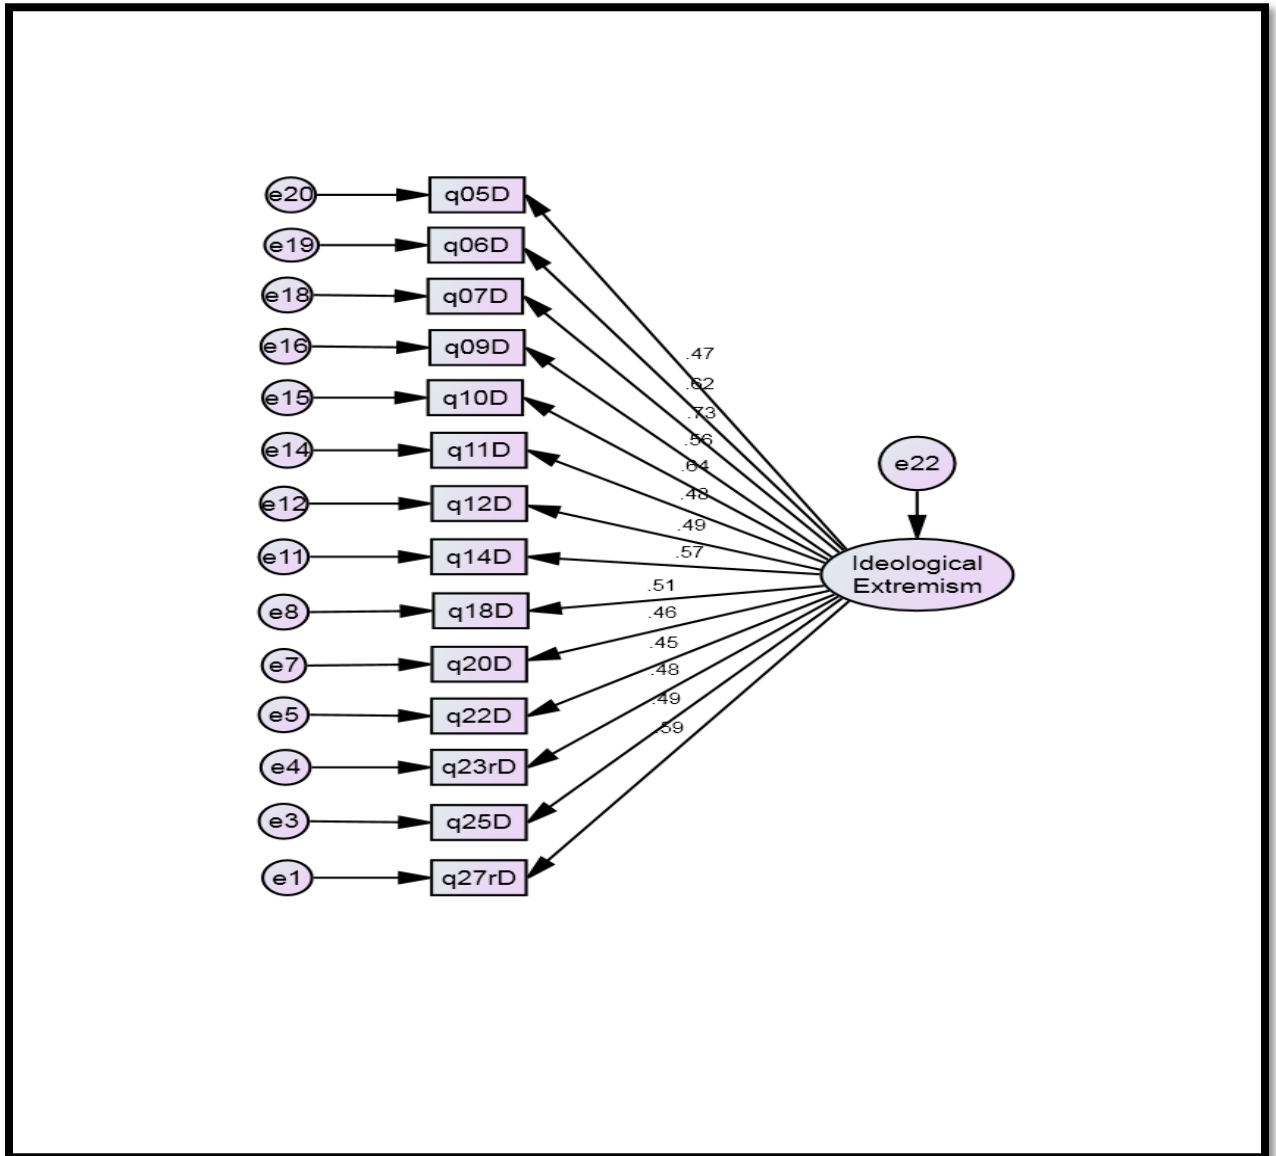 e20 q05D
e19 q06D
e18 q07D
e16 q09D
e15 q10D
e14 q11D
e12 q12D
e11 q14D
e8 q18D
e7 q20D
e5 q22D
e4 q23rD
e3 q25D
e1 q27rD
.47
.62
.73
.56
.64
.48
.49
.57
.51
.46
.45
.48
.49
.59
e22
Ideological
Extremism